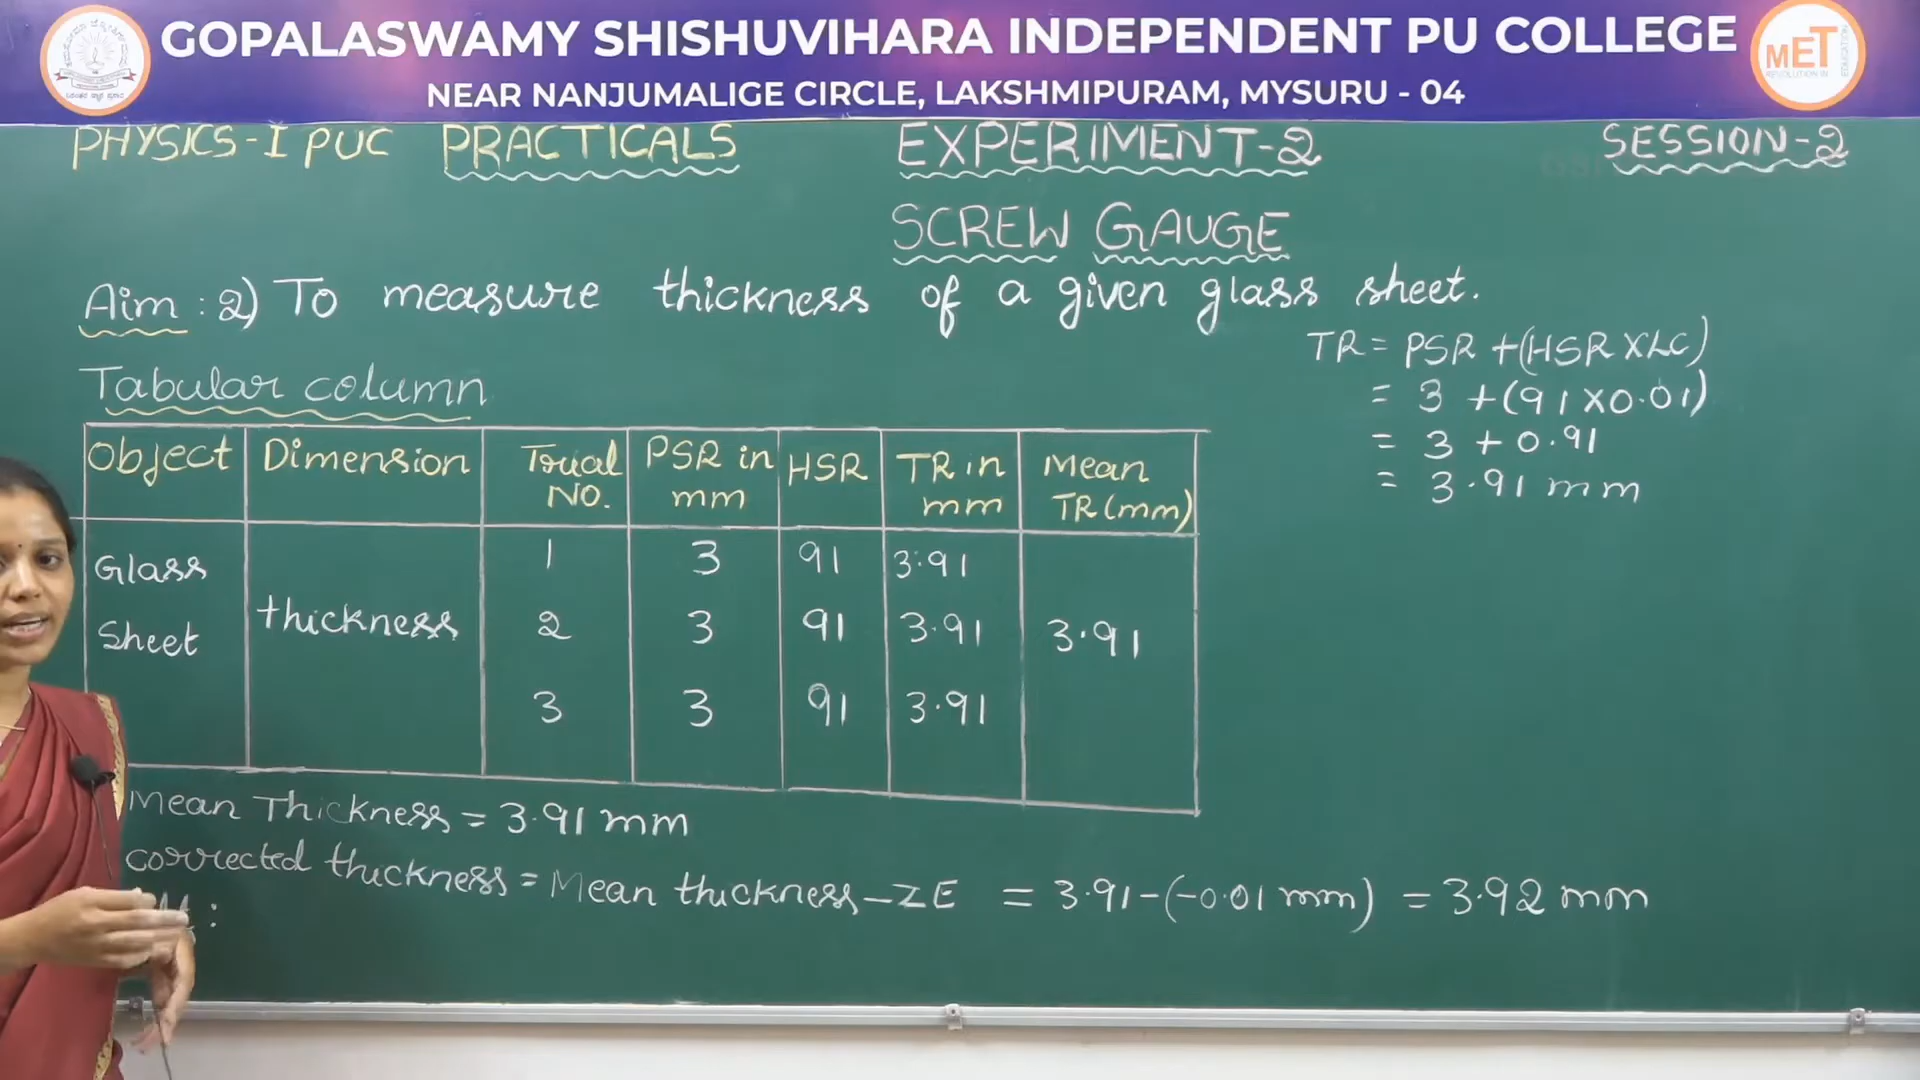 GOPALASWAMY SHISHUVIHARA INDEPENDENT PU COLLEGE
NEAR NANJUMALIGE CIRCLE, LAKSHMIPURAM, MYSURU - 04
MET
PHYSICS-I PUC PRACTICALS EXPERIMENT-2 SESSION-2
SCREW GAUGE
Aim : 2) To measure thickness of a given glass sheet.
TR = PSR + (HSR X LC)
= 3 + (91 X 0.01)
= 3 + 0.91
= 3.91 mm
Tabular column
Object Dimension Trial NO. PSR in mm HSR TR in mm Mean TR (mm)
Glass Sheet thickness 1 3 91 3.91
2 3 91 3.91 3.91
3 3 91 3.91
Mean Thickness = 3.91 mm
corrected thickness = Mean thickness - ZE = 3.91 - (-0.01 mm) = 3.92 mm